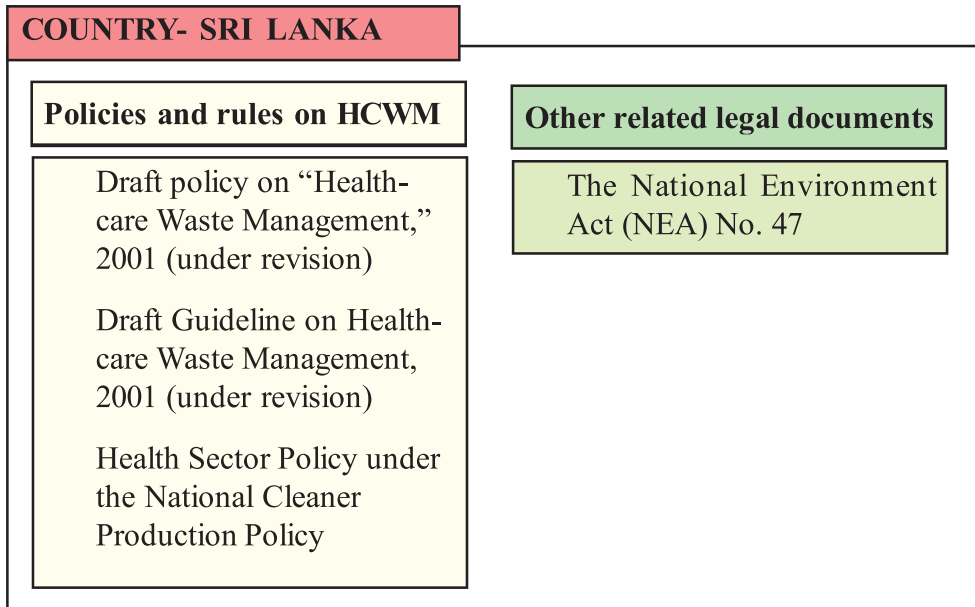 COUNTRY- SRI LANKA
Policies and rules on HCWM
Draft policy on “Health-
care Waste Management,”
2001 (under revision)
Draft Guideline on Health-
care Waste Management,
2001 (under revision)
Health Sector Policy under
the National Cleaner
Production Policy
Other related legal documents
The National Environment
Act (NEA) No. 47